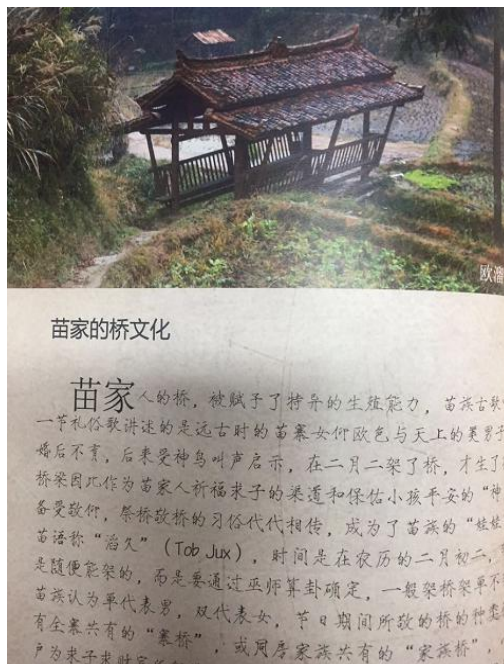 欧
苗家的桥文化
苗家人的桥，被赋予了特异的生殖能力，苗族古歌
一节礼俗歌讲述的是远古时的苗寨女仰欧色与天上的美男子
婚后不育，后来受神鸟叫声启示，在二月二架了桥，才生了
桥梁因此作为苗家人祈福求子的渠道和保佑小孩平安的“神
备受敬仰，祭桥敬桥的习俗代代相传，成为了苗族的“娃娃
苗语称“滔久”（Tob Jux），时间是在农历的二月初二，
是随便能架的，而是要通过巫师算卦确定，一般架桥架单不
苗族认为单代表男，双代表女，节日期间所敬的桥的种类
有全寨共有的“寨桥”，或同房家族共有的“家族桥”，
户为求子求财